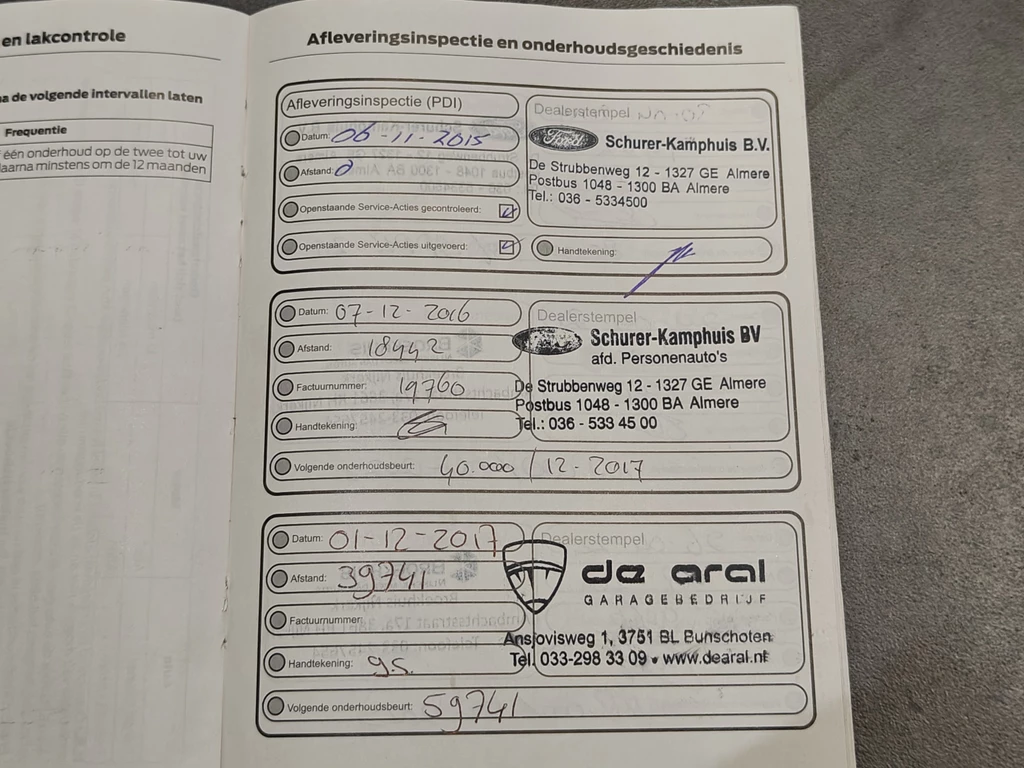 en lakcontrole
na de volgende intervallen laten
Frequentie
één onderhoud op de twee tot uw
daarna minstens om de 12 maanden
Afleveringsinspectie en onderhoudsgeschiedenis
Afleveringsinspectie (PDI)
Datum: 06-11-2015
Afstand: 0
Openstaande Service-Acties gecontroleerd:
Openstaande Service-Acties uitgevoerd:
Dealerstempel
Ford
Schurer-Kamphuis B.V.
De Strubbenweg 12 - 1327 GE Almere
Postbus 1048 - 1300 BA Almere
Tel.: 036 - 5334500
Handtekening:
Datum: 07-12-2016
Afstand: 18442
Factuurnummer: 19760
Handtekening:
Dealerstempel
Schurer-Kamphuis BV
afd. Personenauto's
De Strubbenweg 12 - 1327 GE Almere
Postbus 1048 - 1300 BA Almere
Tel.: 036 - 533 45 00
Volgende onderhoudsbeurt: 40.000 / 12-2017
Datum: 01-12-2017
Afstand: 39741
Factuurnummer:
Handtekening: g.s.
Dealerstempel
de aral
GARAGEBEDRIJF
Ansjovisweg 1, 3751 BL Bunschoten
Tel. 033-298 33 09 • www.dearal.nl
Volgende onderhoudsbeurt: 59741